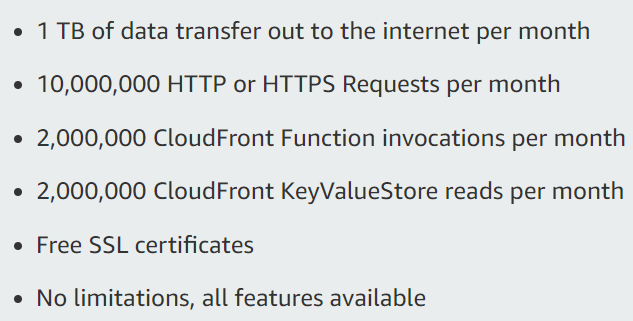 • 1 TB of data transfer out to the internet per month
• 10,000,000 HTTP or HTTPS Requests per month
• 2,000,000 CloudFront Function invocations per month
• 2,000,000 CloudFront KeyValueStore reads per month
• Free SSL certificates
• No limitations, all features available